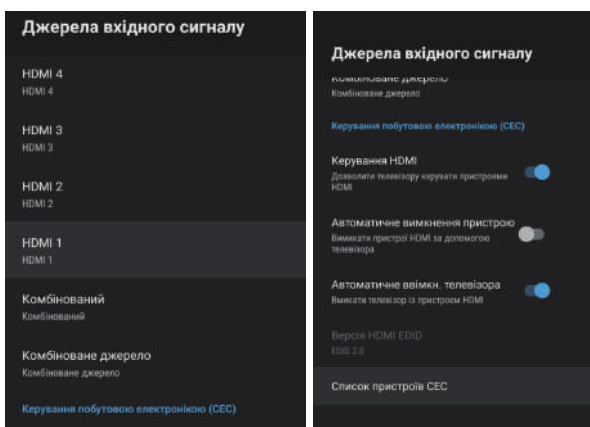 Джерела вхідного сигналу
HDMI 4
HDMI 4
HDMI 3
HDMI 3
HDMI 2
HDMI 2
HDMI 1
HDMI 1
Комбінований
Комбінований
Комбіноване джерело
Комбіноване джерело
Керування побутовою електронікою (CEC)
Джерела вхідного сигналу
Комбіноване джерело
Комбіноване джерело
Керування побутовою електронікою (CEC)
Керування HDMI
Дозволити телевізору керувати пристроями
HDMI
Автоматичне вимкнення пристрою
Вимикати пристрої HDMI за допомогою
телевізора
Автоматичне ввімкн. телевізора
Вмикати телевізор із пристроєм HDMI
Версія HDMI EDID
EDID 2.0
Список пристроїв CEC